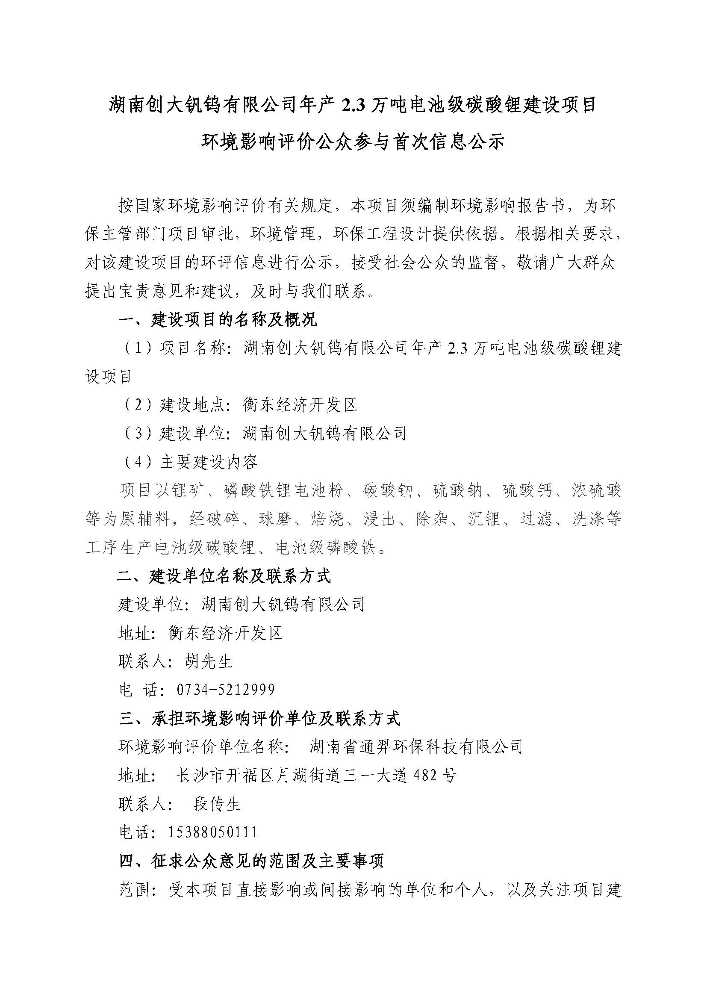 湖南创大钒钨有限公司年产 2.3 万吨电池级碳酸锂建设项目
环境影响评价公众参与首次信息公示
按国家环境影响评价有关规定，本项目须编制环境影响报告书，为环
保主管部门项目审批，环境管理，环保工程设计提供依据。根据相关要求，
对该建设项目的环评信息进行公示，接受社会公众的监督，敬请广大群众
提出宝贵意见和建议，及时与我们联系。
一、建设项目的名称及概况
（1）项目名称：湖南创大钒钨有限公司年产 2.3 万吨电池级碳酸锂建
设项目
（2）建设地点：衡东经济开发区
（3）建设单位：湖南创大钒钨有限公司
（4）主要建设内容
项目以锂矿、磷酸铁锂电池粉、碳酸钠、硫酸钠、硫酸钙、浓硫酸
等为原辅料，经破碎、球磨、焙烧、浸出、除杂、沉锂、过滤、洗涤等
工序生产电池级碳酸锂、电池级磷酸铁。
二、建设单位名称及联系方式
建设单位：湖南创大钒钨有限公司
地址：衡东经济开发区
联系人：胡先生
电 话：0734-5212999
三、承担环境影响评价单位及联系方式
环境影响评价单位名称： 湖南省通羿环保科技有限公司
地址： 长沙市开福区月湖街道三一大道 482 号
联系人： 段传生
电话：15388050111
四、征求公众意见的范围及主要事项
范围：受本项目直接影响或间接影响的单位和个人，以及关注项目建